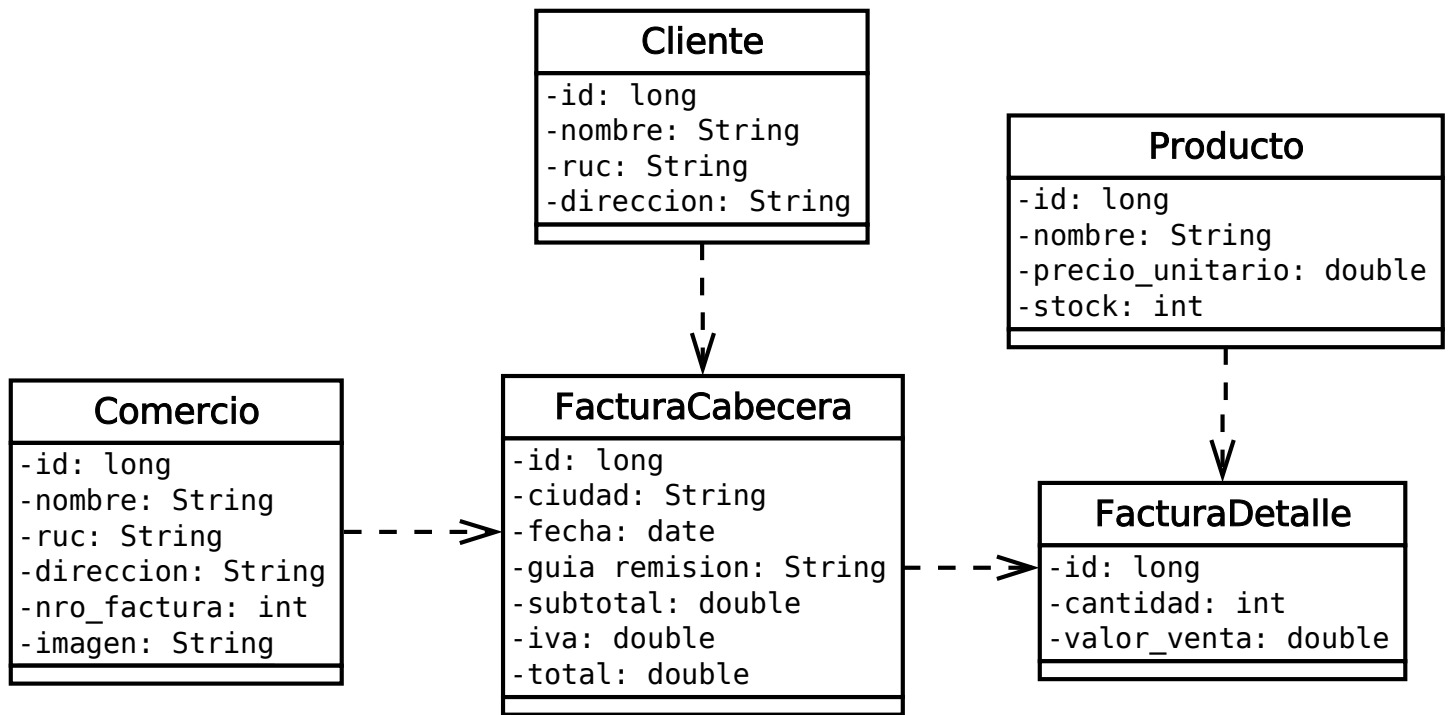 Cliente
-id: long
-nombre: String
-ruc: String
-direccion: String
Producto
-id: long
-nombre: String
-precio_unitario: double
-stock: int
Comercio
-id: long
-nombre: String
-ruc: String
-direccion: String
-nro_factura: int
-imagen: String
FacturaCabecera
-id: long
-ciudad: String
-fecha: date
-guia remision: String
-subtotal: double
-iva: double
-total: double
FacturaDetalle
-id: long
-cantidad: int
-valor_venta: double